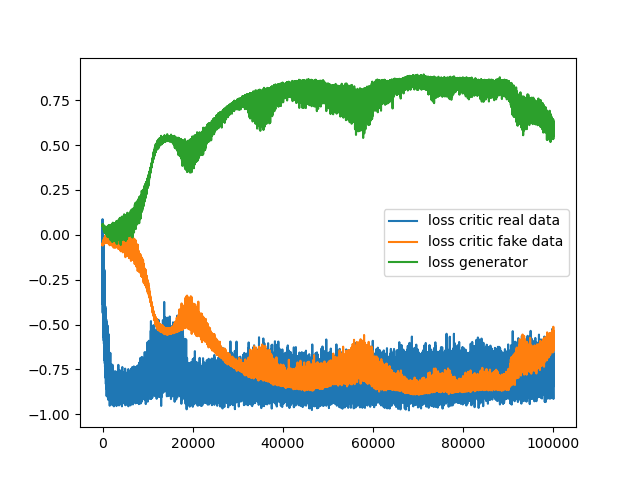 0.75
0.50
0.25
0.00
−0.25
−0.50
−0.75
−1.00
loss critic real data
loss critic fake data
loss generator
0 20000 40000 60000 80000 100000